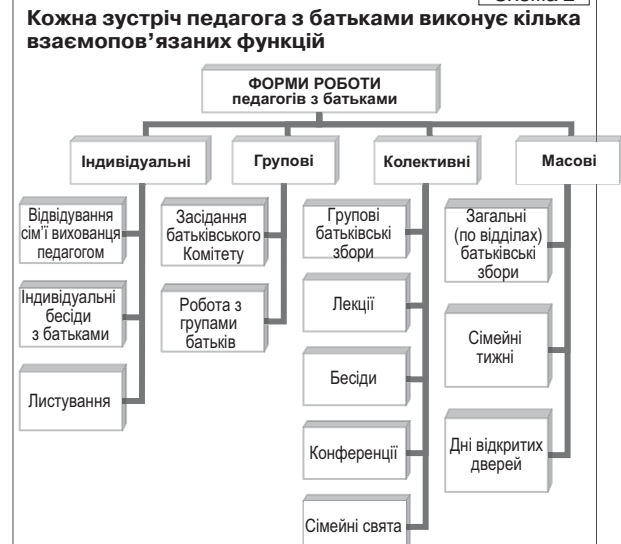 Кожна зустріч педагога з батьками виконує кілька
взаємопов’язаних функцій
ФОРМИ РОБОТИ
педагогів з батьками
Індивідуальні
Групові
Колективні
Масові
Відвідування
сім’ї вихованця
педагогом
Індивідуальні
бесіди
з батьками
Листування
Засідання
батьківського
Комітету
Робота з
групами
батьків
Групові
батьківські
збори
Лекції
Бесіди
Конференції
Сімейні свята
Загальні
(по відділах)
батьківські
збори
Сімейні
тижні
Дні відкритих
дверей